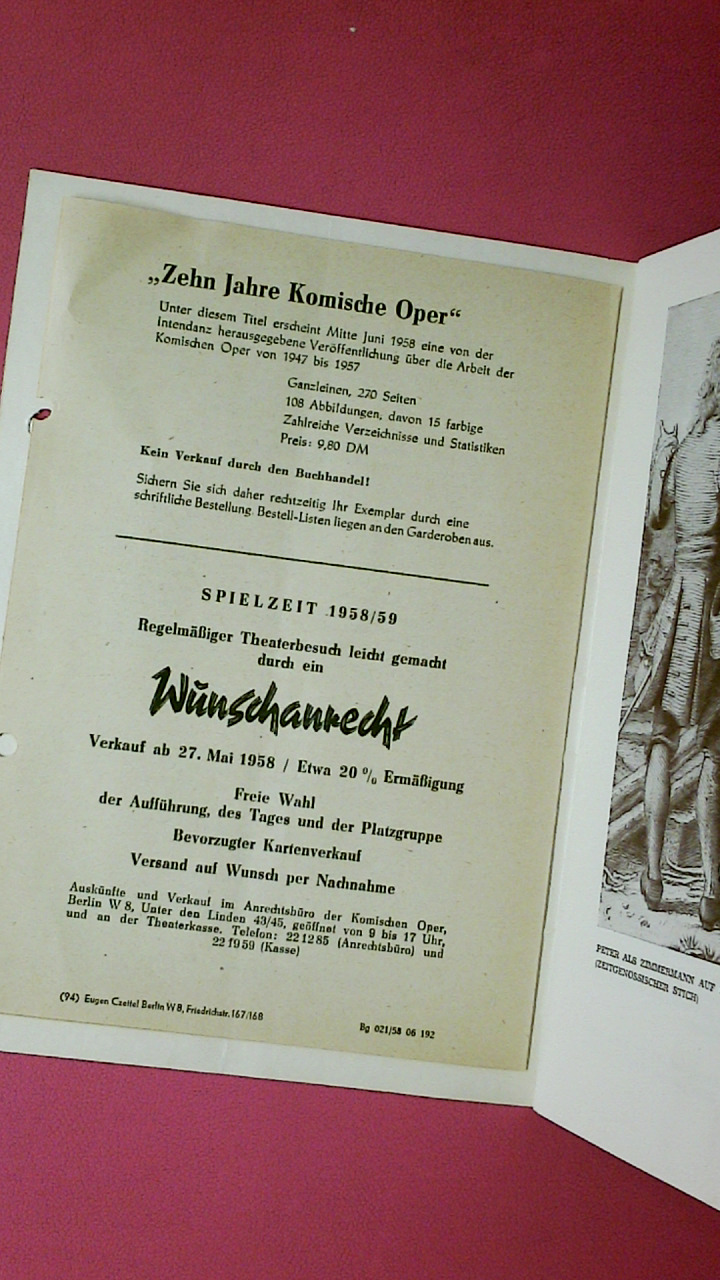 „Zehn Jahre Komische Oper“
Unter diesem Titel erscheint Mitte Juni 1958 eine von der
Intendanz herausgegebene Veröffentlichung über die Arbeit der
Komischen Oper von 1947 bis 1957
Ganzleinen, 270 Seiten
108 Abbildungen, davon 15 farbige
Zahlreiche Verzeichnisse und Statistiken
Preis: 9,80 DM
Kein Verkauf durch den Buchhandel!
Sichern Sie sich daher rechtzeitig Ihr Exemplar durch eine
schriftliche Bestellung. Bestell-Listen liegen an den Garderoben aus.
SPIELZEIT 1958/59
Regelmäßiger Theaterbesuch leicht gemacht
durch ein
Wunschanrecht
Verkauf ab 27. Mai 1958 / Etwa 20 % Ermäßigung
Freie Wahl
der Aufführung, des Tages und der Platzgruppe
Bevorzugter Kartenverkauf
Versand auf Wunsch per Nachnahme
Auskünfte und Verkauf im Anrechtsbüro der Komischen Oper,
Berlin W 8, Unter den Linden 43/45, geöffnet von 9 bis 17 Uhr,
und an der Theaterkasse. Telefon: 22 12 85 (Anrechtsbüro) und
22 19 59 (Kasse)
(94) Eugen Czettel Berlin W 8, Friedrichstr. 167/168
Bg 021/58 06 192
PETER ALS ZIMMERMANN AUF
(ZEITGENOSSISCHER STICH)